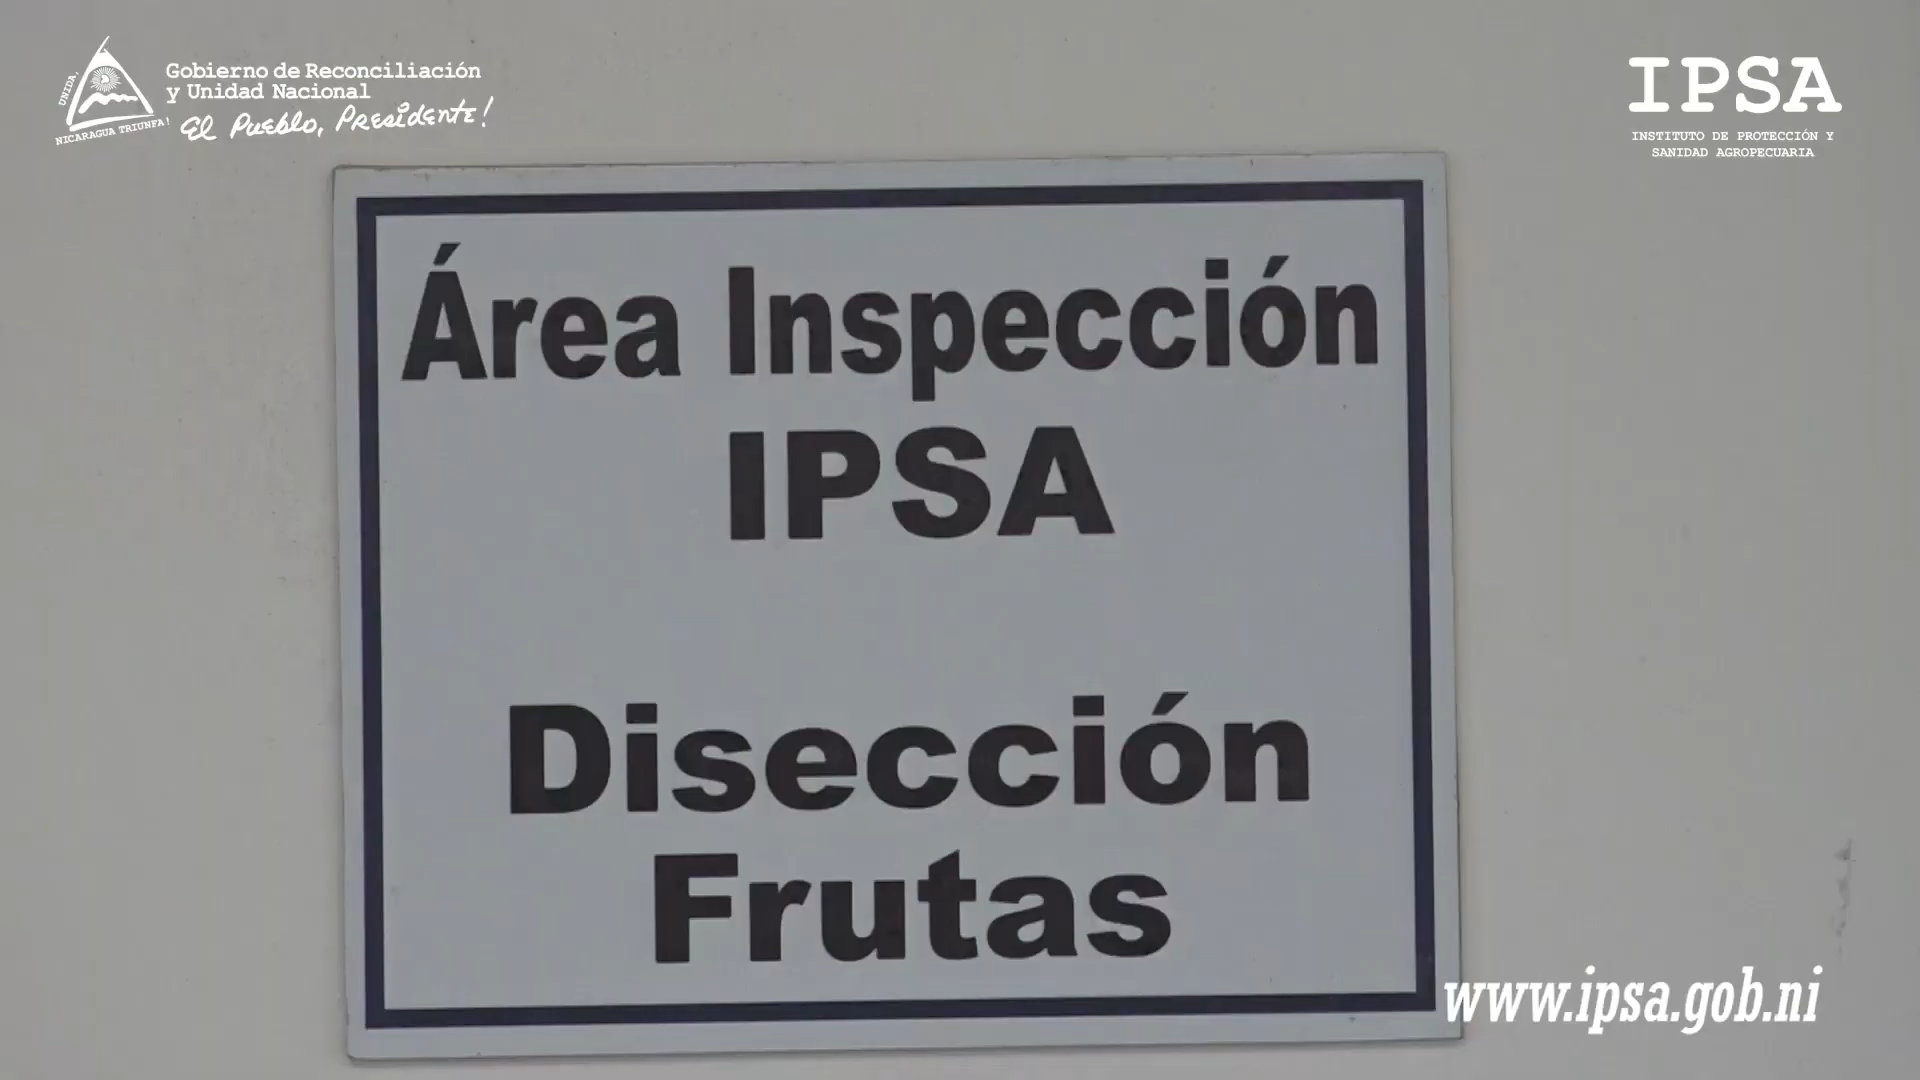 UNIDA,
NICARAGUA TRIUNFA!
Gobierno de Reconciliación
y Unidad Nacional
El Pueblo, Presidente!
IPSA
INSTITUTO DE PROTECCIÓN Y
SANIDAD AGROPECUARIA
Área Inspección
IPSA
Disección
Frutas
www.ipsa.gob.ni